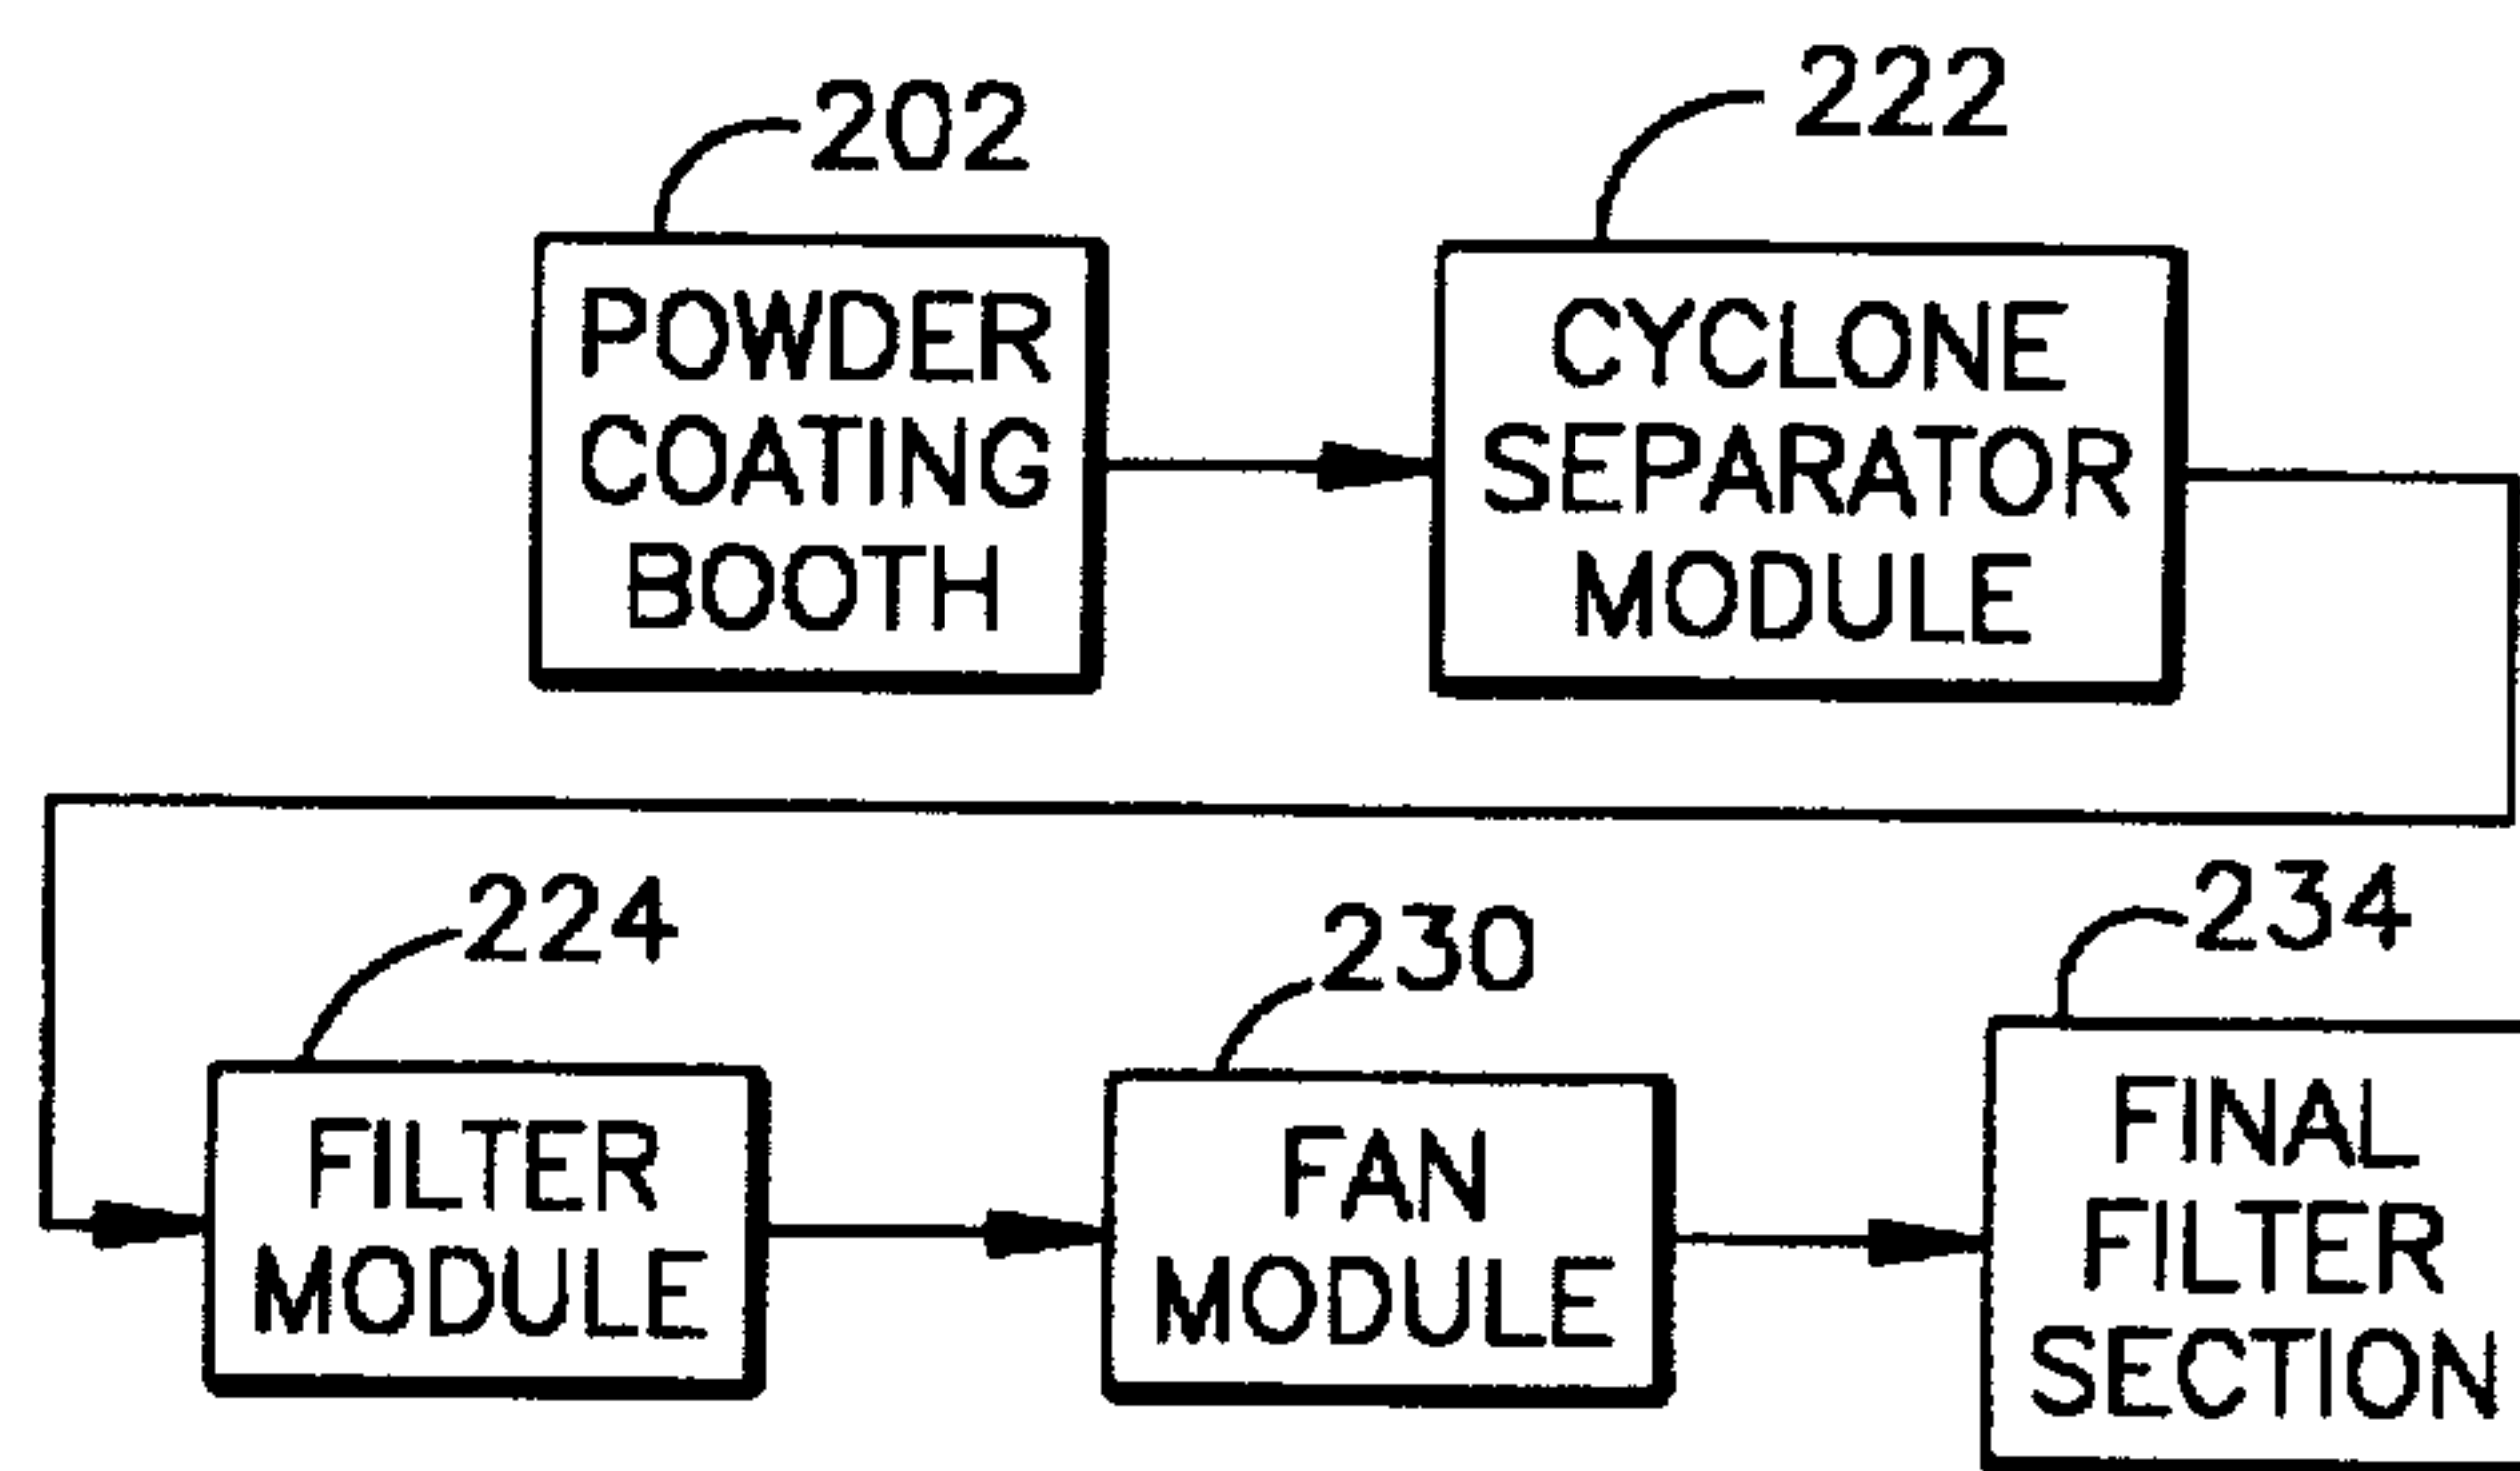 202
222
POWDER
COATING
BOOTH
CYCLONE
SEPARATOR
MODULE
224
230
234
FILTER
MODULE
FAN
MODULE
FINAL
FILTER
SECTION